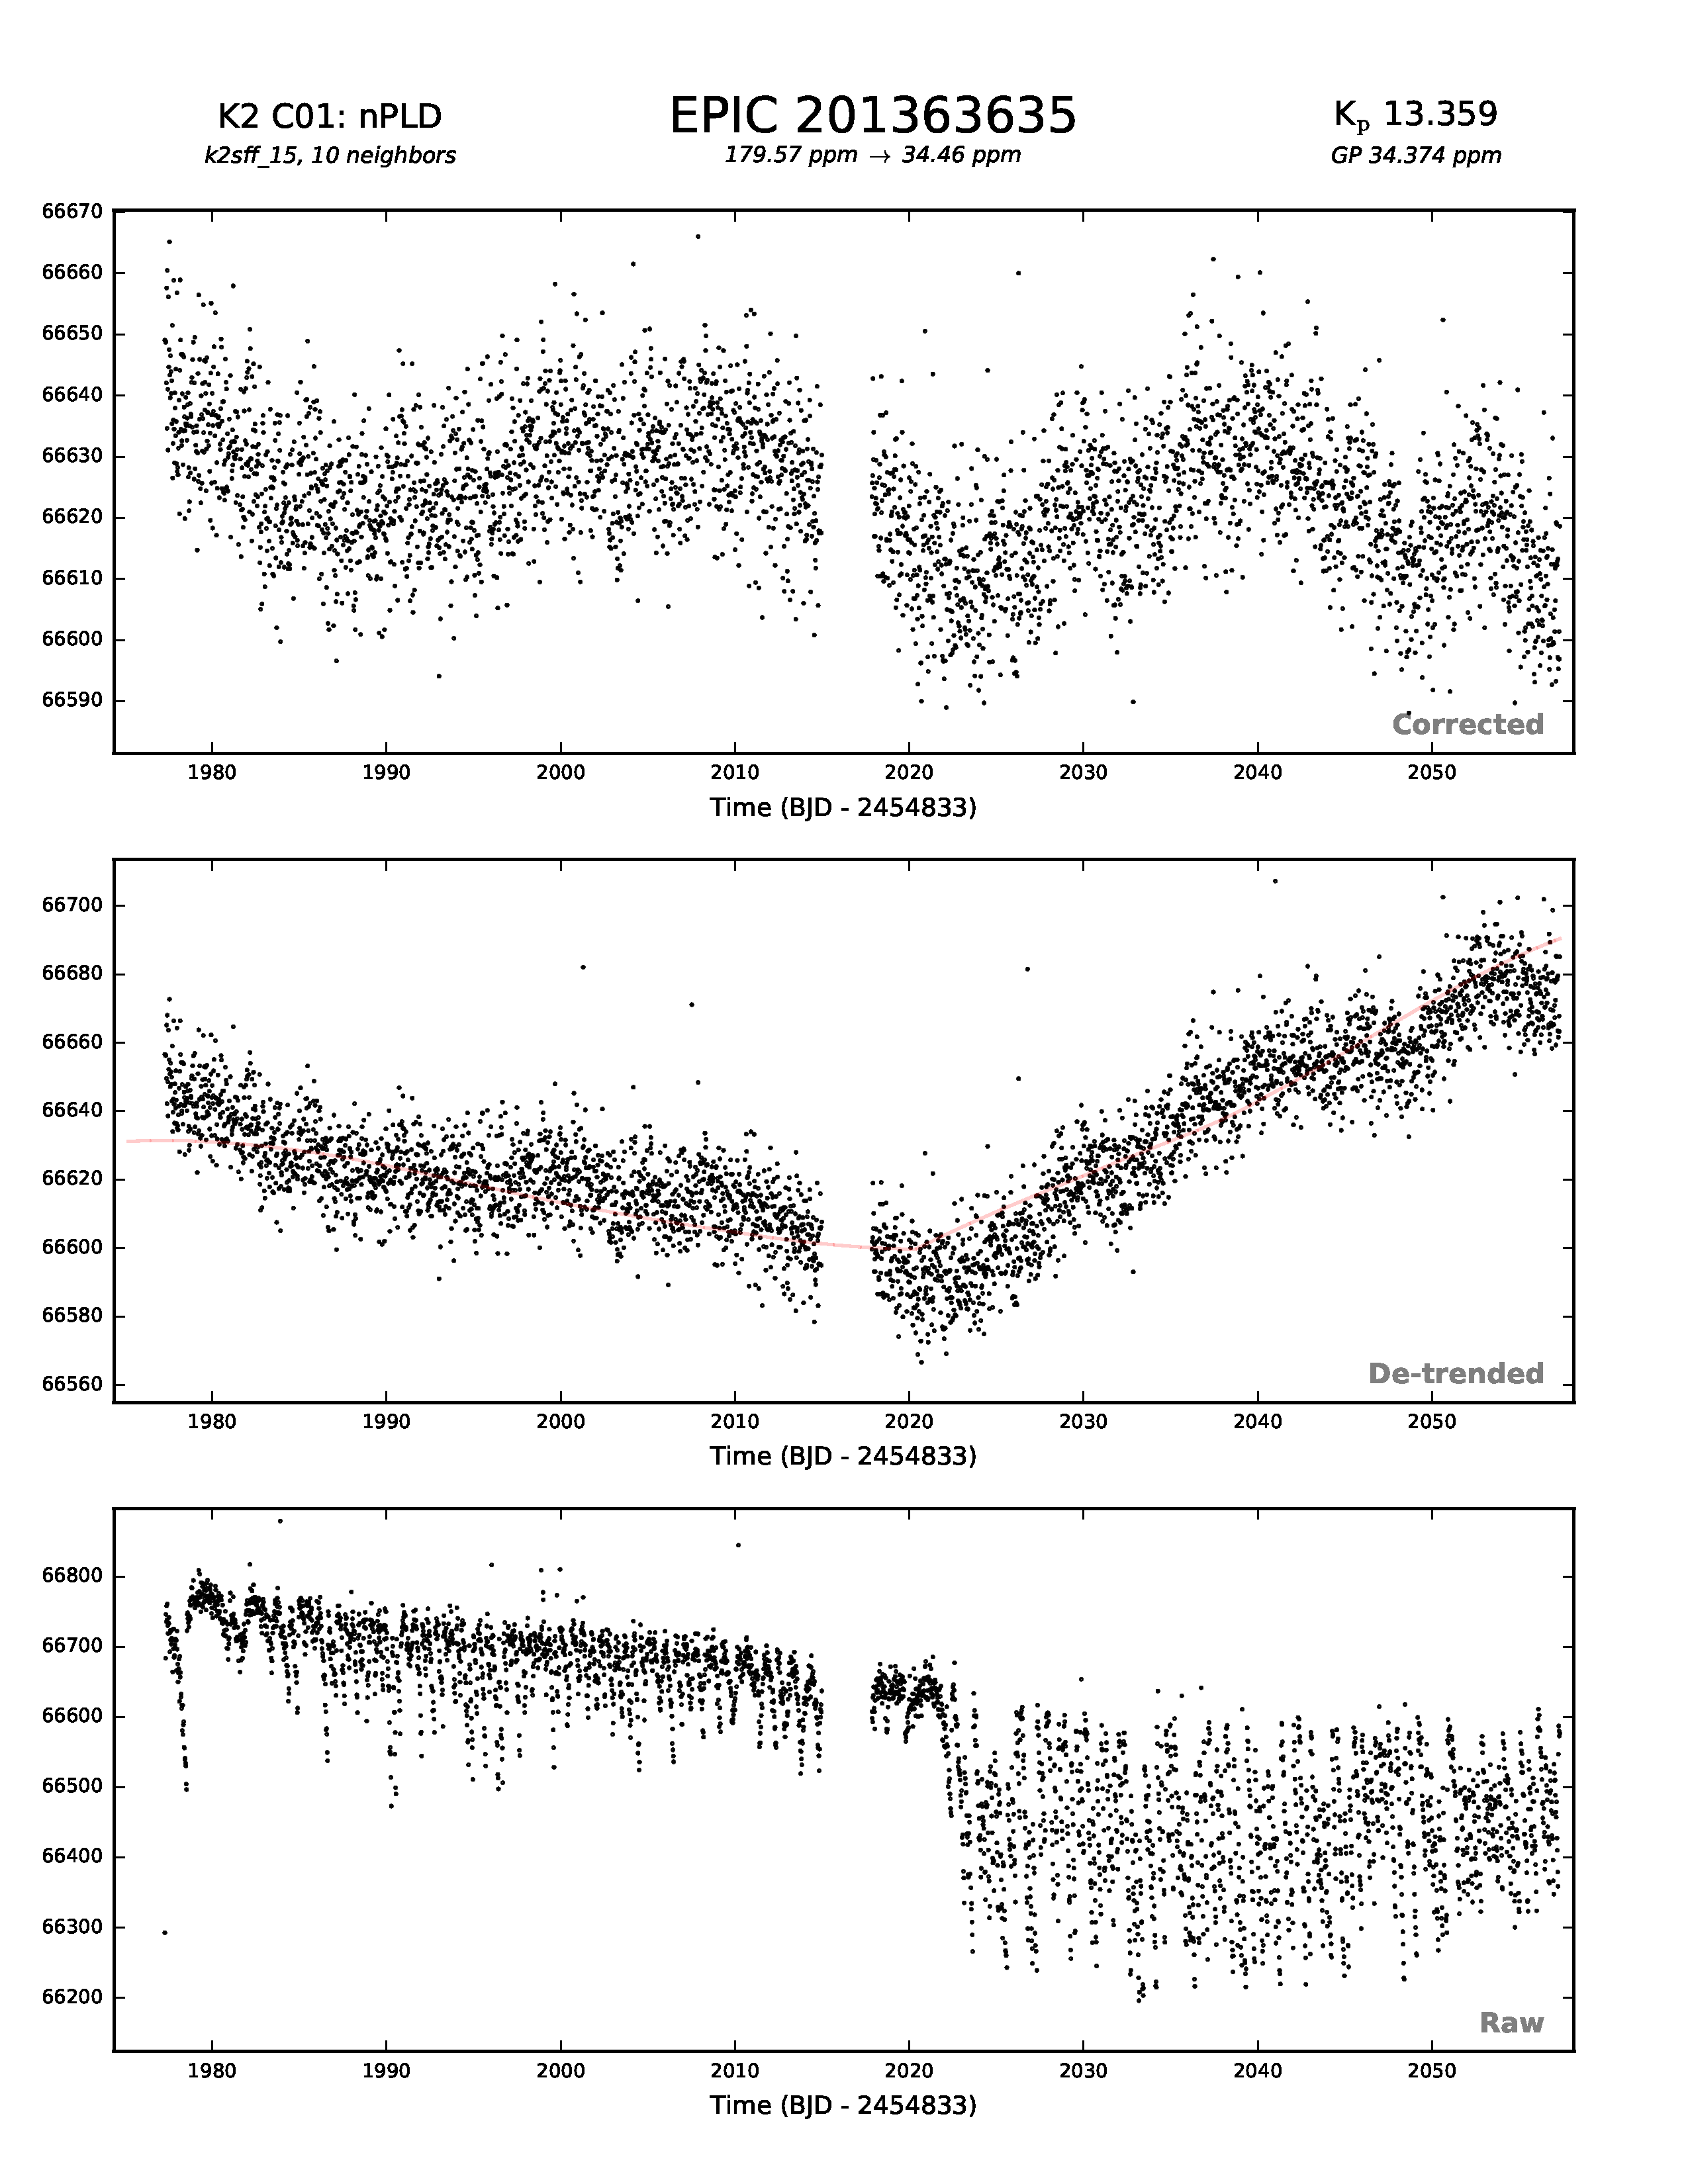 K2 C01: nPLD
EPIC 201363635
Kp 13.359
k2sff_15, 10 neighbors
179.57 ppm → 34.46 ppm
GP 34.374 ppm
66670
66660
66650
66640
66630
66620
66610
66600
66590
Corrected
1980 1990 2000 2010 2020 2030 2040 2050
Time (BJD - 2454833)
66700
66680
66660
66640
66620
66600
66580
66560
De-trended
1980 1990 2000 2010 2020 2030 2040 2050
Time (BJD - 2454833)
66800
66700
66600
66500
66400
66300
66200
Raw
1980 1990 2000 2010 2020 2030 2040 2050
Time (BJD - 2454833)